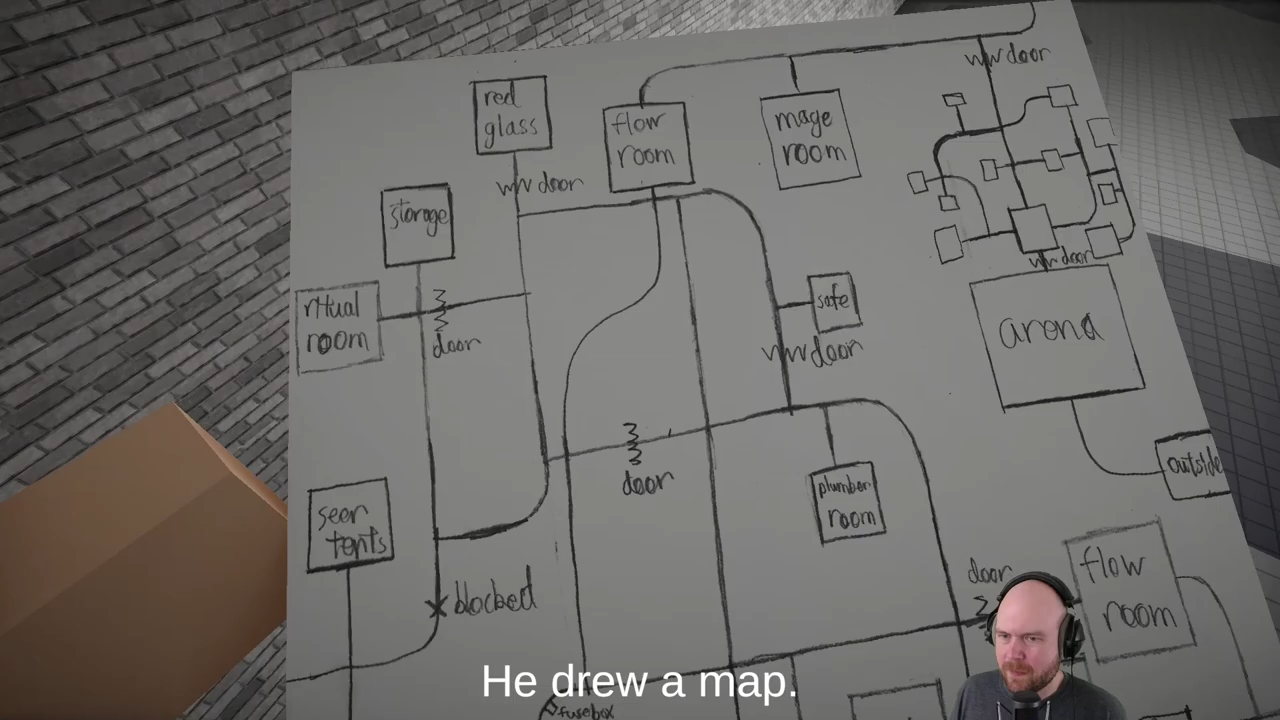 red
glass
door
flow
room
mage
room
door
storage
ritual
room
door
safe
door
door
arena
outside
door
plumber
room
seer
tents
blocked
door
flow
room
fusebox
He drew a map.